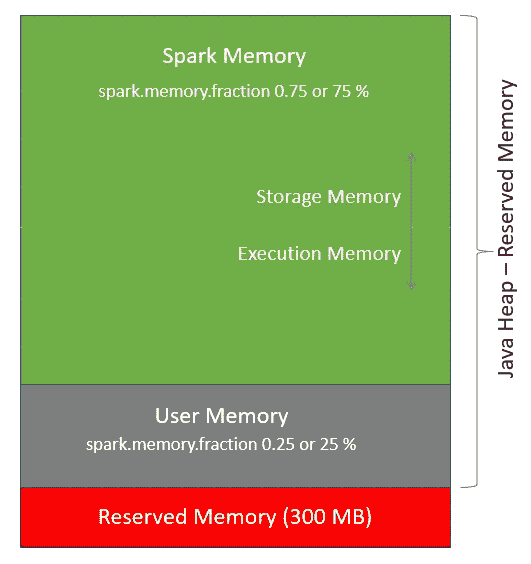 Spark Memory
spark.memory.fraction 0.75 or 75 %
Storage Memory
Execution Memory
User Memory
spark.memory.fraction 0.25 or 25 %
Reserved Memory (300 MB)
Java Heap – Reserved Memory